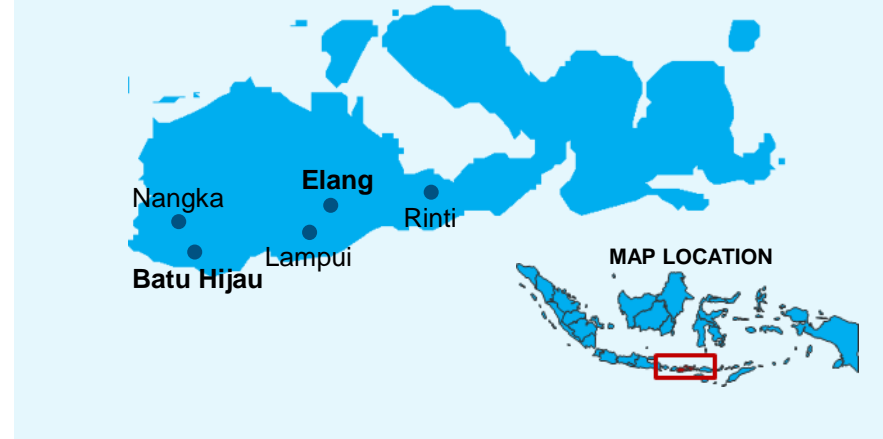 Elang
Nangka
Rinti
Lampui
Batu Hijau
MAP LOCATION